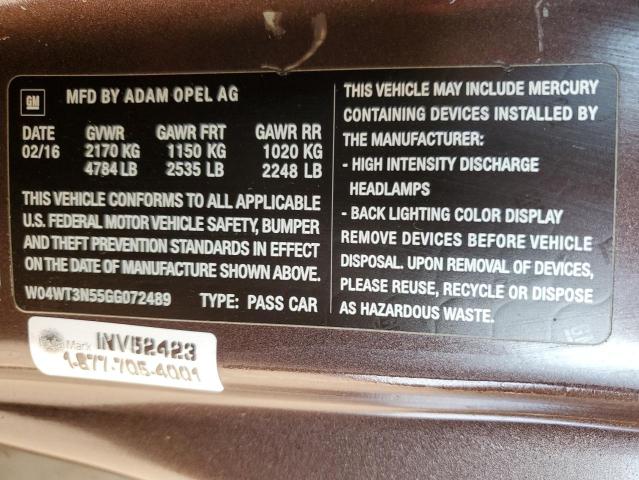 GM
MFD BY ADAM OPEL AG
DATE GVWR GAWR FRT GAWR RR
02/16 2170 KG 1150 KG 1020 KG
4784 LB 2535 LB 2248 LB
THIS VEHICLE CONFORMS TO ALL APPLICABLE
U.S. FEDERAL MOTOR VEHICLE SAFETY, BUMPER
AND THEFT PREVENTION STANDARDS IN EFFECT
ON THE DATE OF MANUFACTURE SHOWN ABOVE.
W04WT3N55GG072489 TYPE: PASS CAR
THIS VEHICLE MAY INCLUDE MERCURY
CONTAINING DEVICES INSTALLED BY
THE MANUFACTURER:
- HIGH INTENSITY DISCHARGE
HEADLAMPS
- BACK LIGHTING COLOR DISPLAY
REMOVE DEVICES BEFORE VEHICLE
DISPOSAL. UPON REMOVAL OF DEVICES,
PLEASE REUSE, RECYCLE OR DISPOSE
AS HAZARDOUS WASTE.
Mark INV52423
1-877-705-4001